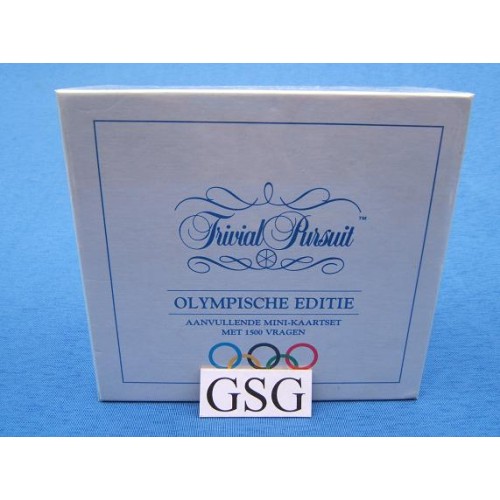 Trivial Pursuit™
OLYMPISCHE EDITIE
AANVULLENDE MINI-KAARTSET
MET 1500 VRAGEN
GSG